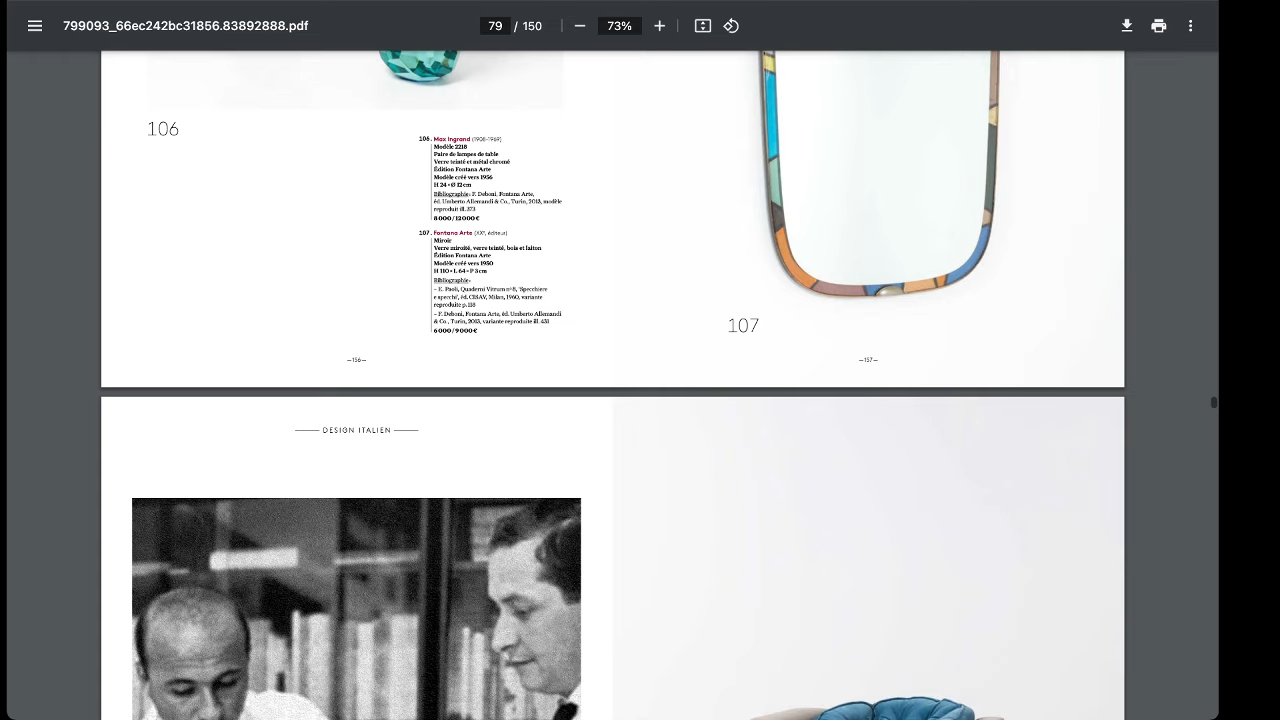 799093_66ec242bc31856.83892888.pdf
79 / 150
73%
106
106. Max Ingrand (1908-1969)
Modèle 2218
Paire de lampes de table
Verre teinté et métal chromé
Édition Fontana Arte
Modèle créé vers 1956
H 24 × Ø 12 cm
Bibliographie : F. Deboni, Fontana Arte,
éd. Umberto Allemandi & Co., Turin, 2013, modèle
reproduit ill. 373
8 000 / 12 000 €
107. Fontana Arte (XXe, éditeur)
Miroir
Verre miroité, verre teinté, bois et laiton
Édition Fontana Arte
Modèle créé vers 1950
H 110 × L 64 × P 3 cm
Bibliographie :
– E. Paoli, Quaderni Vitrum n°8, 'Specchiere
e specchi', éd. CISAV, Milan, 1960, variante
reproduite p. 118
– F. Deboni, Fontana Arte, éd. Umberto Allemandi
& Co., Turin, 2013, variante reproduite ill. 431
6 000 / 9 000 €
107
—156—
—157—
DESIGN ITALIEN